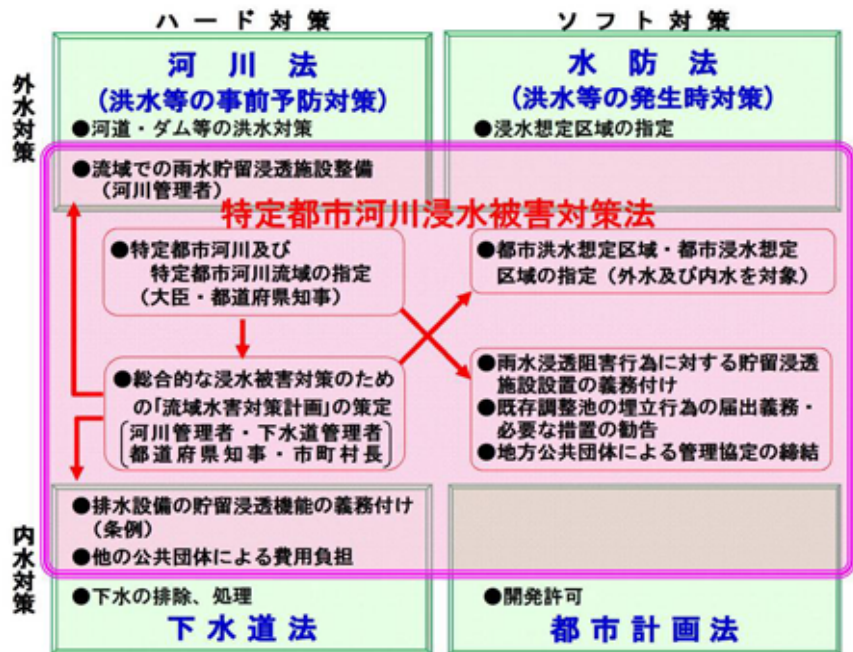 ハード対策
ソフト対策
外水対策
河川法
(洪水等の事前予防対策)
●河道・ダム等の洪水対策
水防法
(洪水等の発生時対策)
●浸水想定区域の指定
●流域での雨水貯留浸透施設整備
(河川管理者)
特定都市河川浸水被害対策法
●特定都市河川及び
特定都市河川流域の指定
(大臣・都道府県知事)
●都市洪水想定区域・都市浸水想定
区域の指定(外水及び内水を対象)
●総合的な浸水被害対策のため
の「流域水害対策計画」の策定
河川管理者・下水道管理者
都道府県知事・市町村長
●雨水浸透阻害行為に対する貯留浸透
施設設置の義務付け
●既存調整池の埋立行為の届出義務・
必要な措置の勧告
●地方公共団体による管理協定の締結
内水対策
●排水設備の貯留浸透機能の義務付け
(条例)
●他の公共団体による費用負担
●下水の排除、処理
下水道法
●開発許可
都市計画法